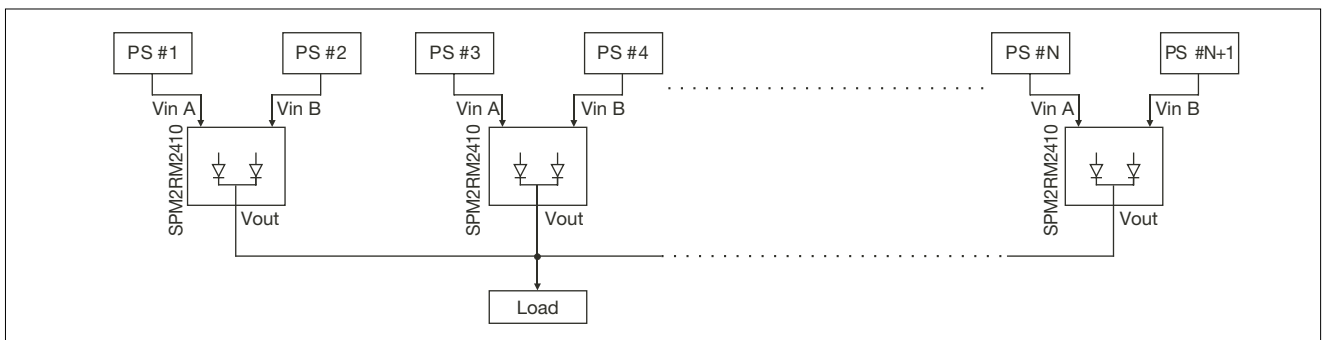 PS #1
PS #2
PS #3
PS #4
PS #N
PS #N+1
Vin A
Vin B
Vin A
Vin B
Vin A
Vin B
SPM2RM2410
SPM2RM2410
SPM2RM2410
Vout
Vout
Vout
Load